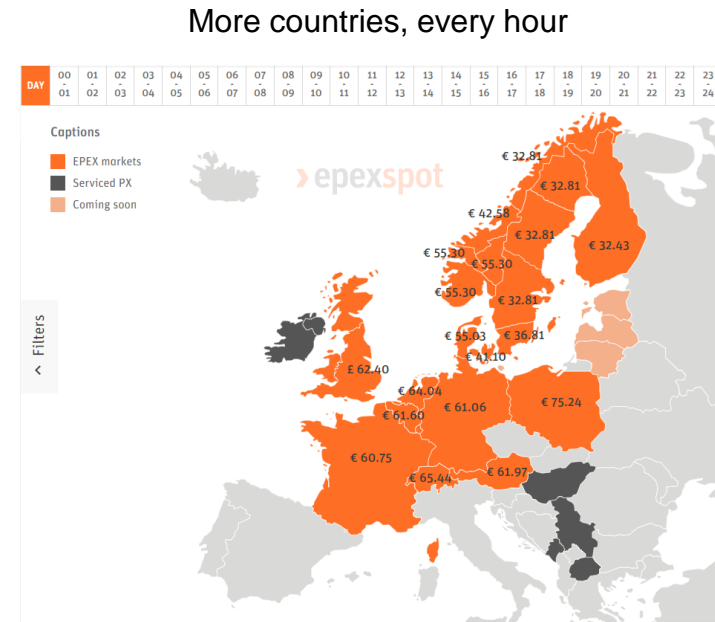 More countries, every hour
DAY 00 - 01 01 - 02 02 - 03 03 - 04 04 - 05 05 - 06 06 - 07 07 - 08 08 - 09 09 - 10 10 - 11 11 - 12 12 - 13 13 - 14 14 - 15 15 - 16 16 - 17 17 - 18 18 - 19 19 - 20 20 - 21 21 - 22 22 - 23 23 - 24
Captions
EPEX markets
Serviced PX
Coming soon
epexspot
€ 32.81
€ 32.81
€ 42.58
€ 32.81
€ 32.43
€ 55.30
€ 55.30
€ 55.30
€ 32.81
€ 55.03
€ 36.81
€ 41.10
Filters
£ 62.40
€ 64.04
€ 61.60
€ 61.06
€ 75.24
€ 60.75
€ 65.44
€ 61.97